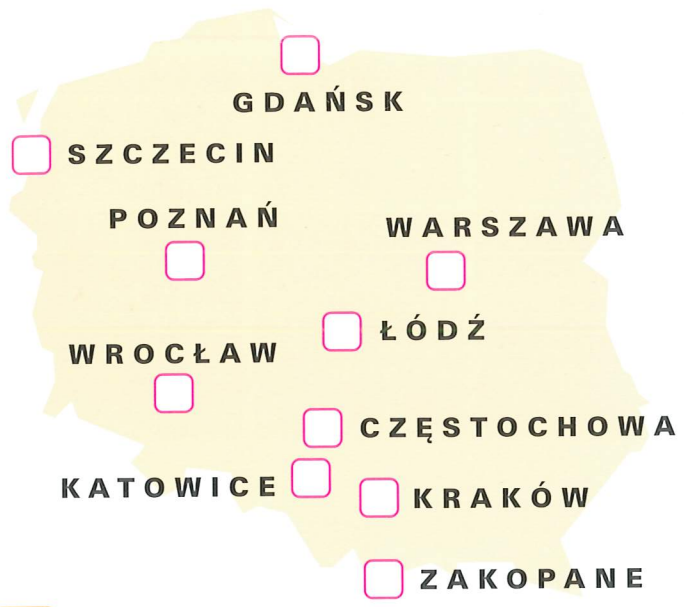 GDAŃSK
SZCZECIN
POZNAŃ
WARSZAWA
ŁÓDŹ
WROCŁAW
CZĘSTOCHOWA
KATOWICE
KRAKÓW
ZAKOPANE